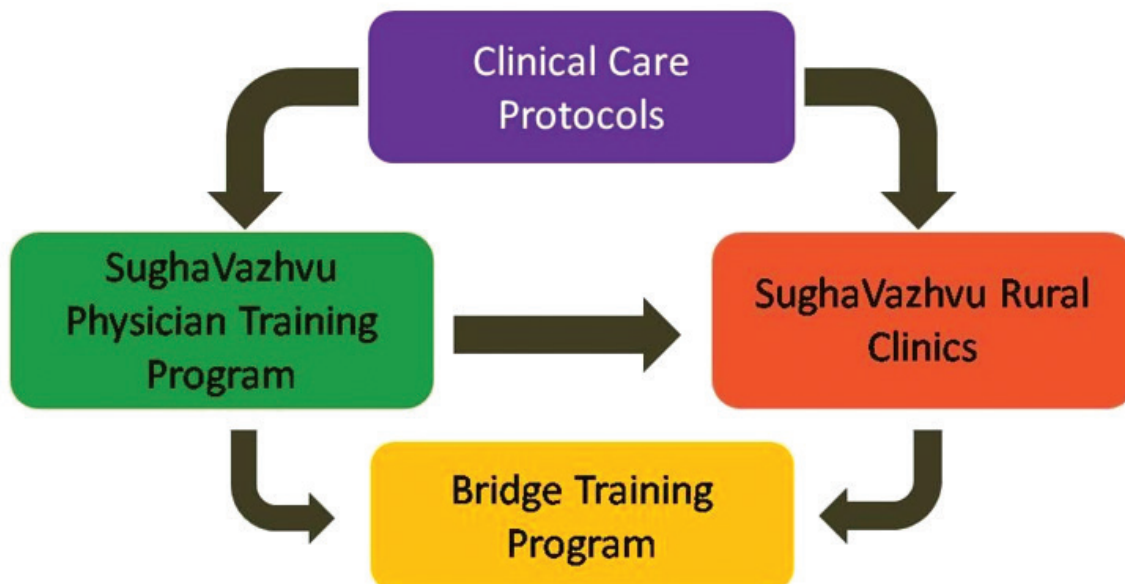 Clinical Care
Protocols
SughaVazhvu
Physician Training
Program
SughaVazhvu Rural
Clinics
Bridge Training
Program